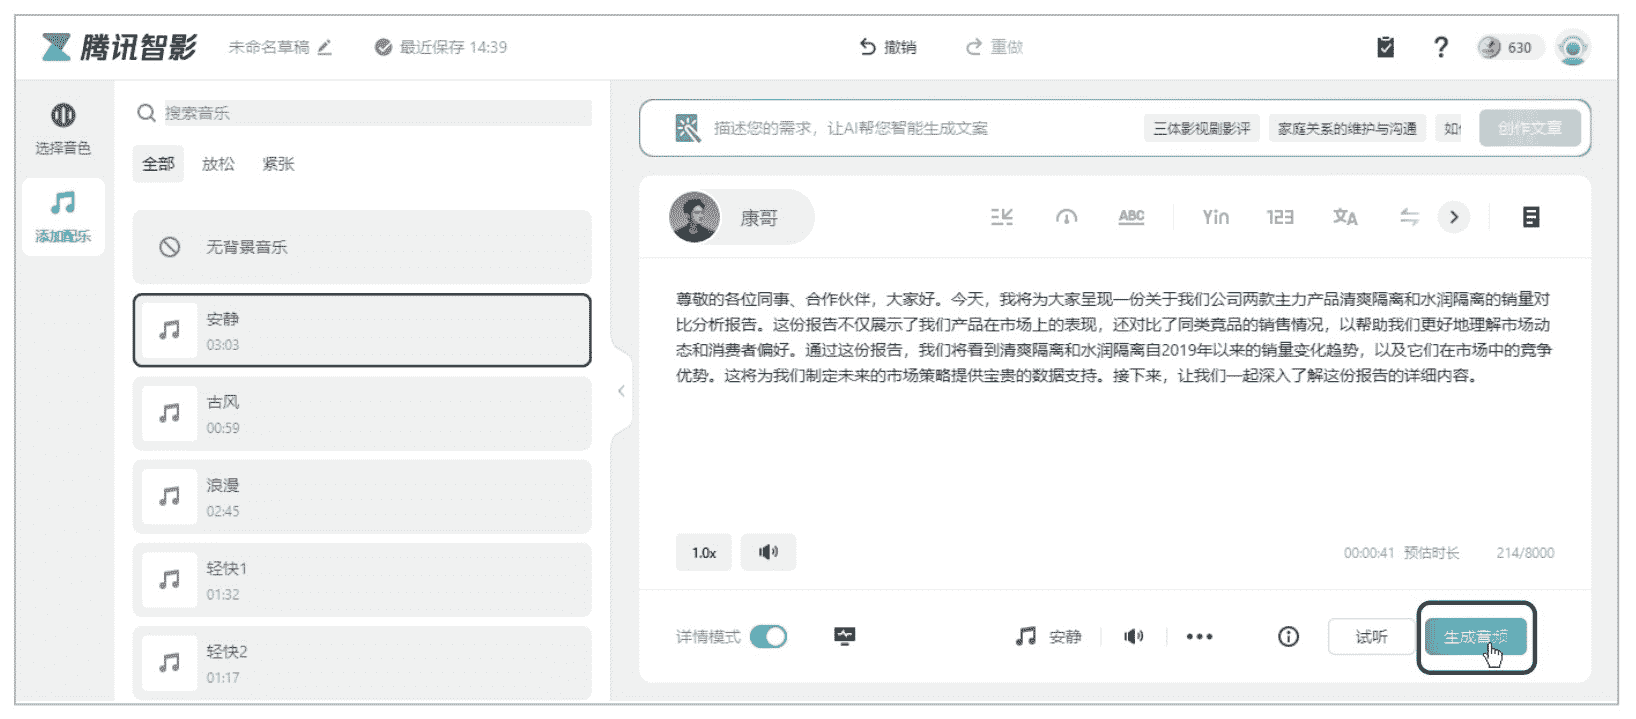 腾讯智影
未命名草稿
最近保存 14:39
撤销
重做
?
630
选择音色
添加配乐
搜索音乐
全部 放松 紧张
无背景音乐
安静
03:03
古风
00:59
浪漫
02:45
轻快1
01:32
轻快2
01:17
描述您的需求，让AI帮您智能生成文案
三体影视剧影评
家庭关系的维护与沟通
如
创作文章
康哥
ABC
Yin
123
文A
尊敬的各位同事、合作伙伴，大家好。今天，我将为大家呈现一份关于我们公司两款主力产品清爽隔离和水润隔离的销量对
比分析报告。这份报告不仅展示了我们产品在市场上的表现，还对比了同类竞品的销售情况，以帮助我们更好地理解市场动
态和消费者偏好。通过这份报告，我们将看到清爽隔离和水润隔离自2019年以来的销量变化趋势，以及它们在市场中的竞争
优势。这将为我们制定未来的市场策略提供宝贵的数据支持。接下来，让我们一起深入了解这份报告的详细内容。
1.0x
00:00:41 预估时长
214/8000
详情模式
安静
试听
生成音频